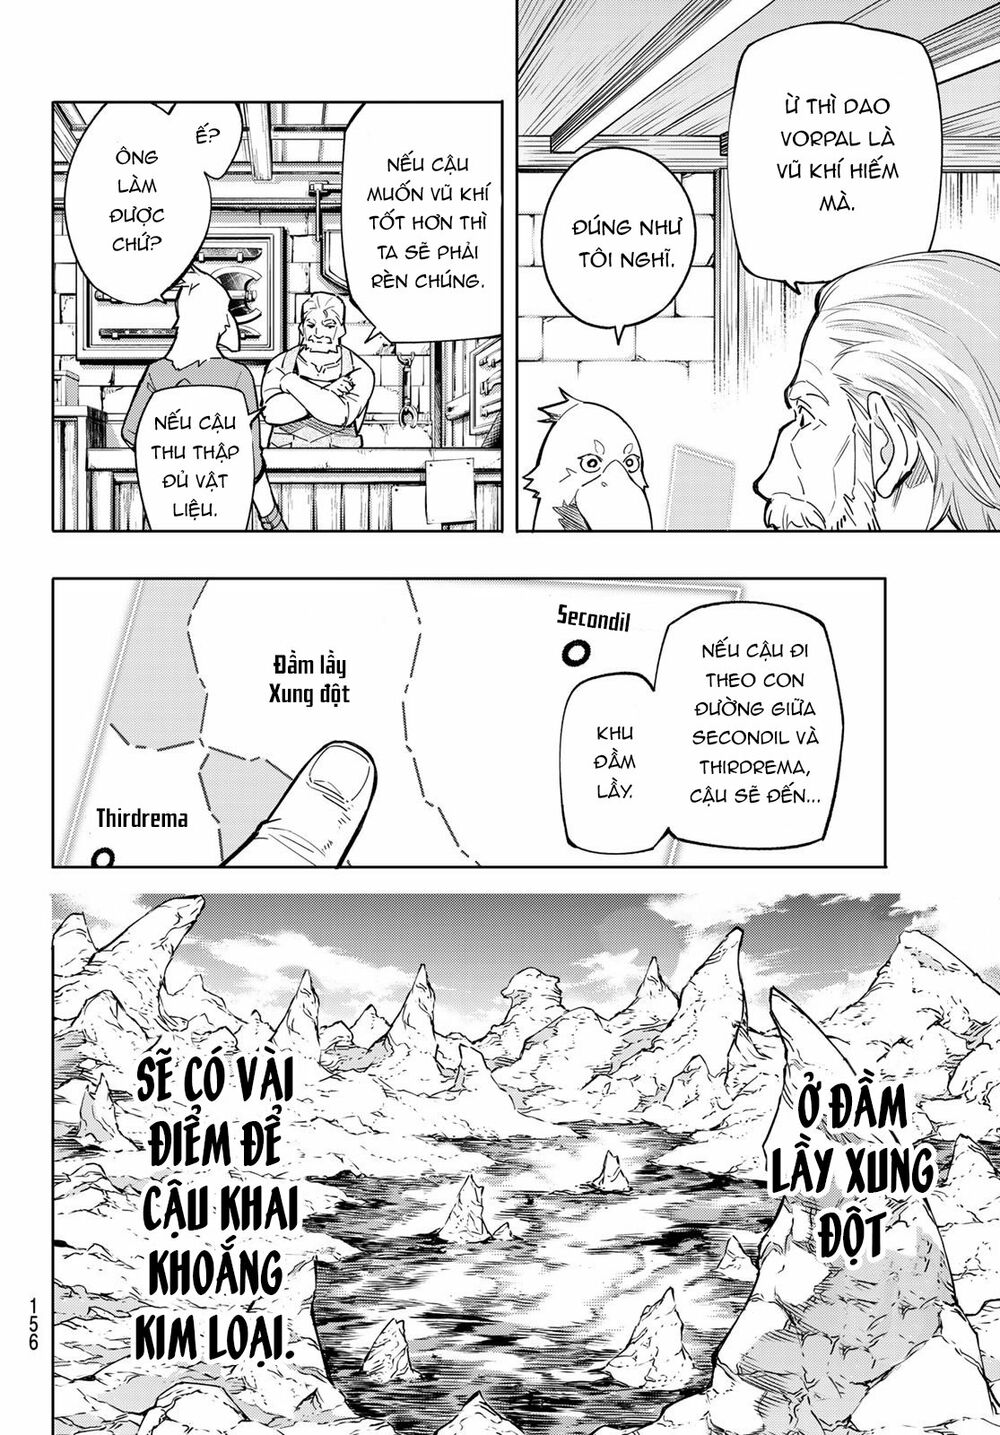 Ừ THÌ DAO
VORPAL LÀ
VŨ KHÍ HIẾM
MÀ.
ĐÚNG NHƯ
TÔI NGHĨ.
NẾU CẬU
MUỐN VŨ KHÍ
TỐT HƠN THÌ
TA SẼ PHẢI
RÈN CHÚNG.
Ế?
ÔNG
LÀM
ĐƯỢC
CHỨ?
NẾU CẬU
THU THẬP
ĐỦ VẬT
LIỆU.
NẾU CẬU ĐI
THEO CON
ĐƯỜNG GIỮA
SECONDIL VÀ
THIRDREMA,
CẬU SẼ ĐẾN...
KHU
ĐẦM
LẦY.
Secondil
Đầm lầy
Xung đột
Thirdrema
Ở ĐẦM
LẦY XUNG
ĐỘT
SẼ CÓ VÀI
ĐIỂM ĐỂ
CẬU KHAI
KHOẮNG
KIM LOẠI.
156